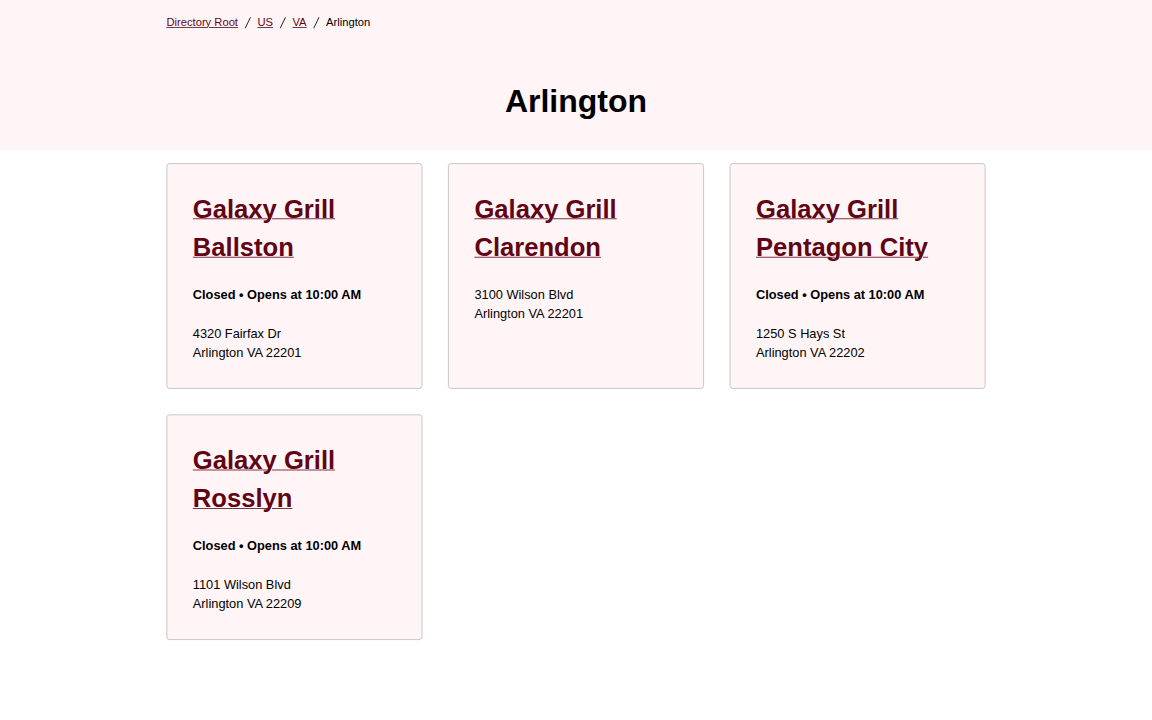 Directory Root / US / VA / Arlington
Arlington
Galaxy Grill
Ballston
Closed • Opens at 10:00 AM
4320 Fairfax Dr
Arlington VA 22201
Galaxy Grill
Clarendon
3100 Wilson Blvd
Arlington VA 22201
Galaxy Grill
Pentagon City
Closed • Opens at 10:00 AM
1250 S Hays St
Arlington VA 22202
Galaxy Grill
Rosslyn
Closed • Opens at 10:00 AM
1101 Wilson Blvd
Arlington VA 22209